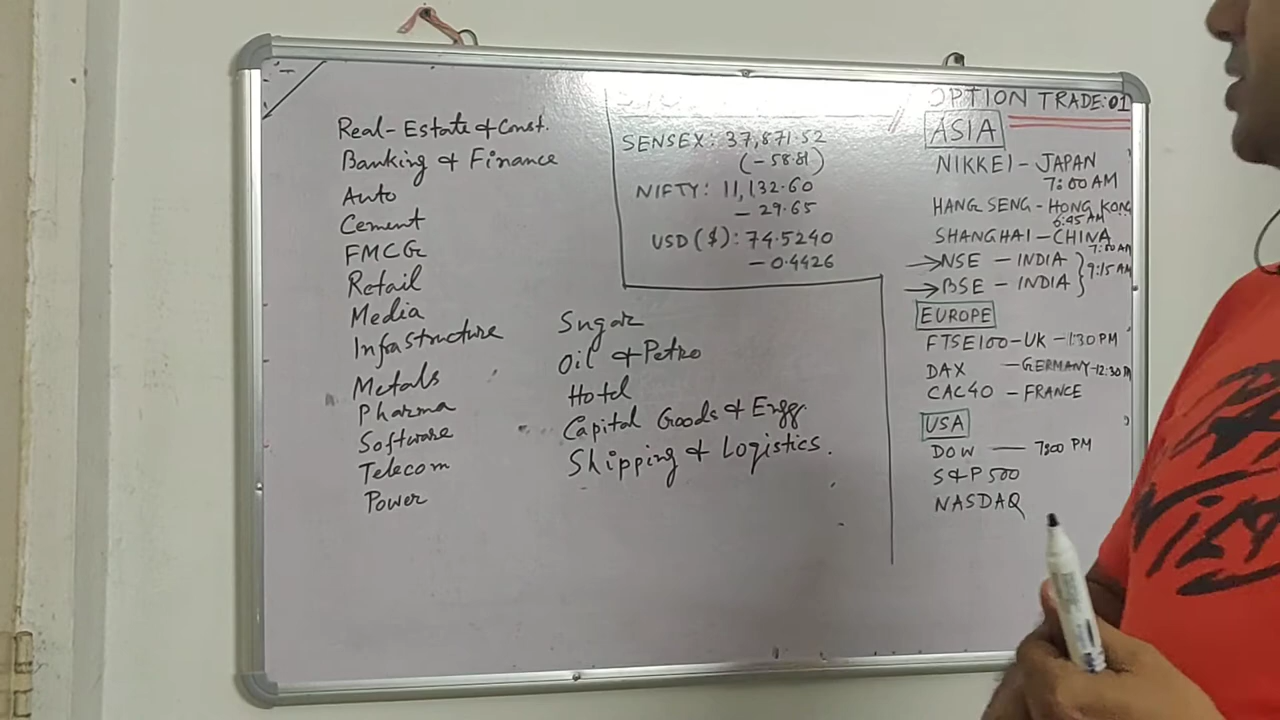 Real-Estate & Const.
Banking & Finance
Auto
Cement
FMCG
Retail
Media
Infrastructure
Metals
Pharma
Software
Telecom
Power
Sugar
Oil & Petro
Hotel
Capital Goods & Engg.
Shipping & Logistics.
SENSEX: 37,871.52
(-58.81)
NIFTY: 11,132.60
- 29.65
USD ($): 74.5240
- 0.4426
OPTION TRADE:01
ASIA
NIKKEI - JAPAN
7:00 AM
HANG SENG - HONG KONG
6:45 AM
SHANGHAI - CHINA
7:00 AM
NSE - INDIA
9:15 AM
BSE - INDIA
EUROPE
FTSE100 - UK - 1:30 PM
DAX - GERMANY - 12:30 PM
CAC40 - FRANCE
USA
DOW — 7:00 PM
S&P 500
NASDAQ